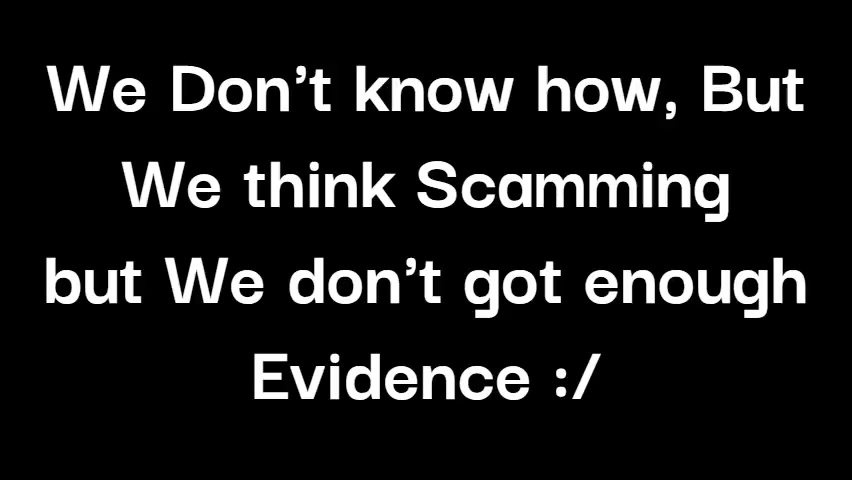 We Don't know how, But
We think Scamming
but We don't got enough
Evidence :/